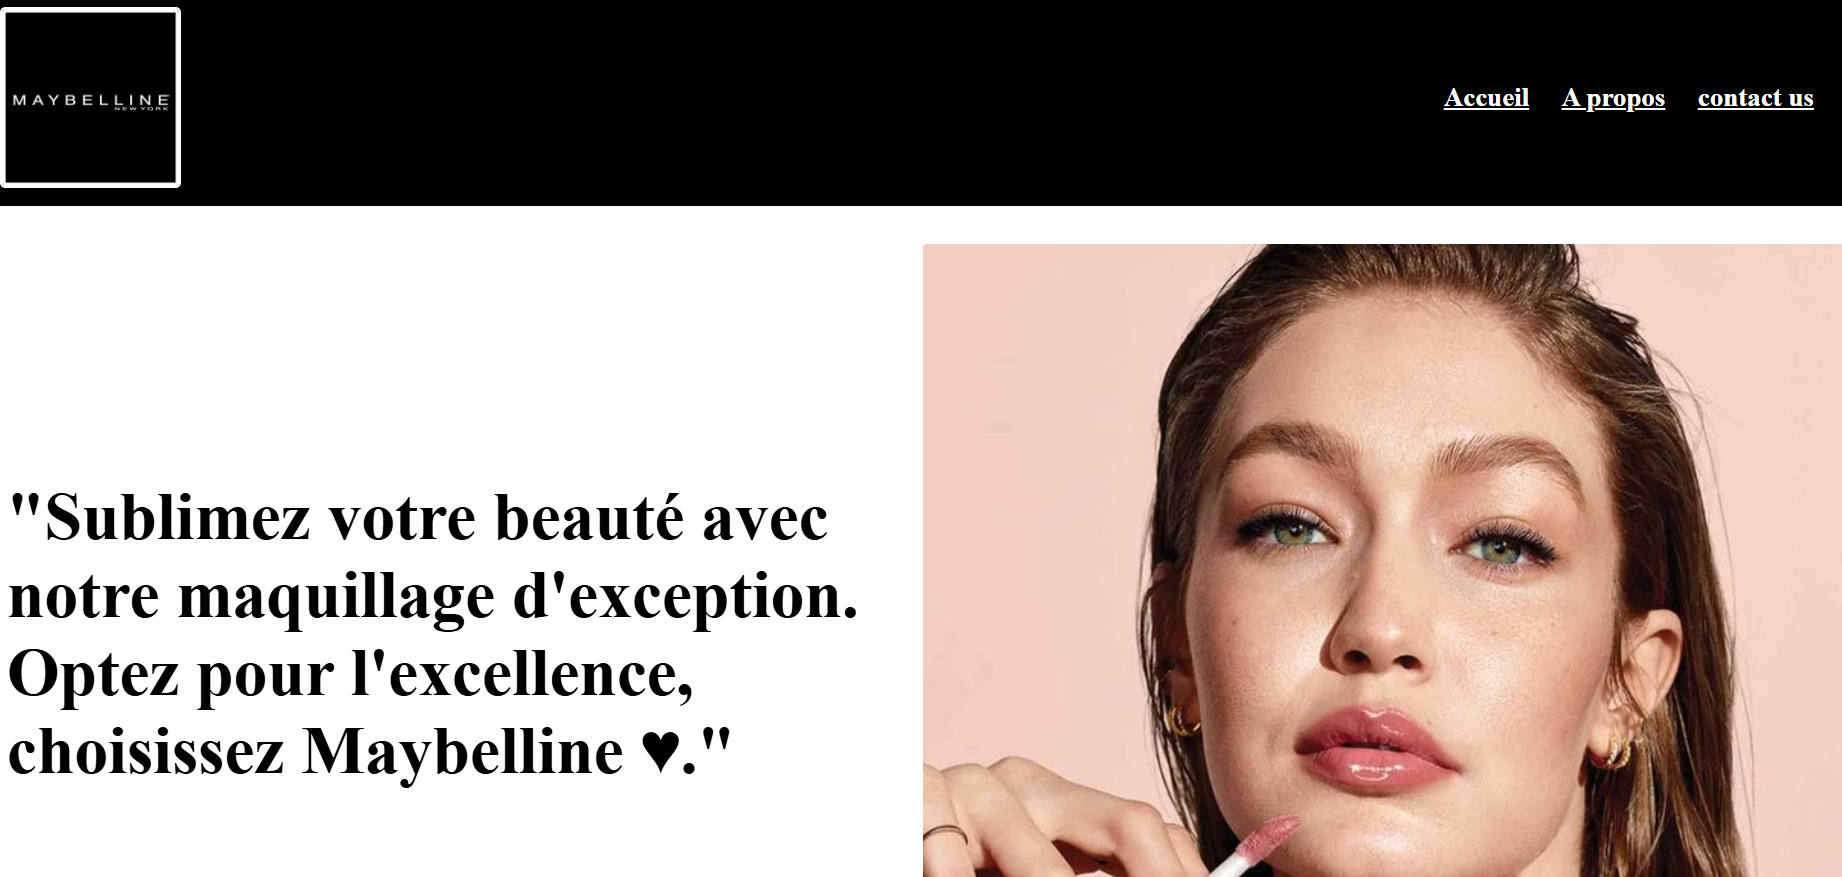 MAYBELLINE
NEW YORK
Accueil A propos contact us
"Sublimez votre beauté avec
notre maquillage d'exception.
Optez pour l'excellence,
choisissez Maybelline ♥."